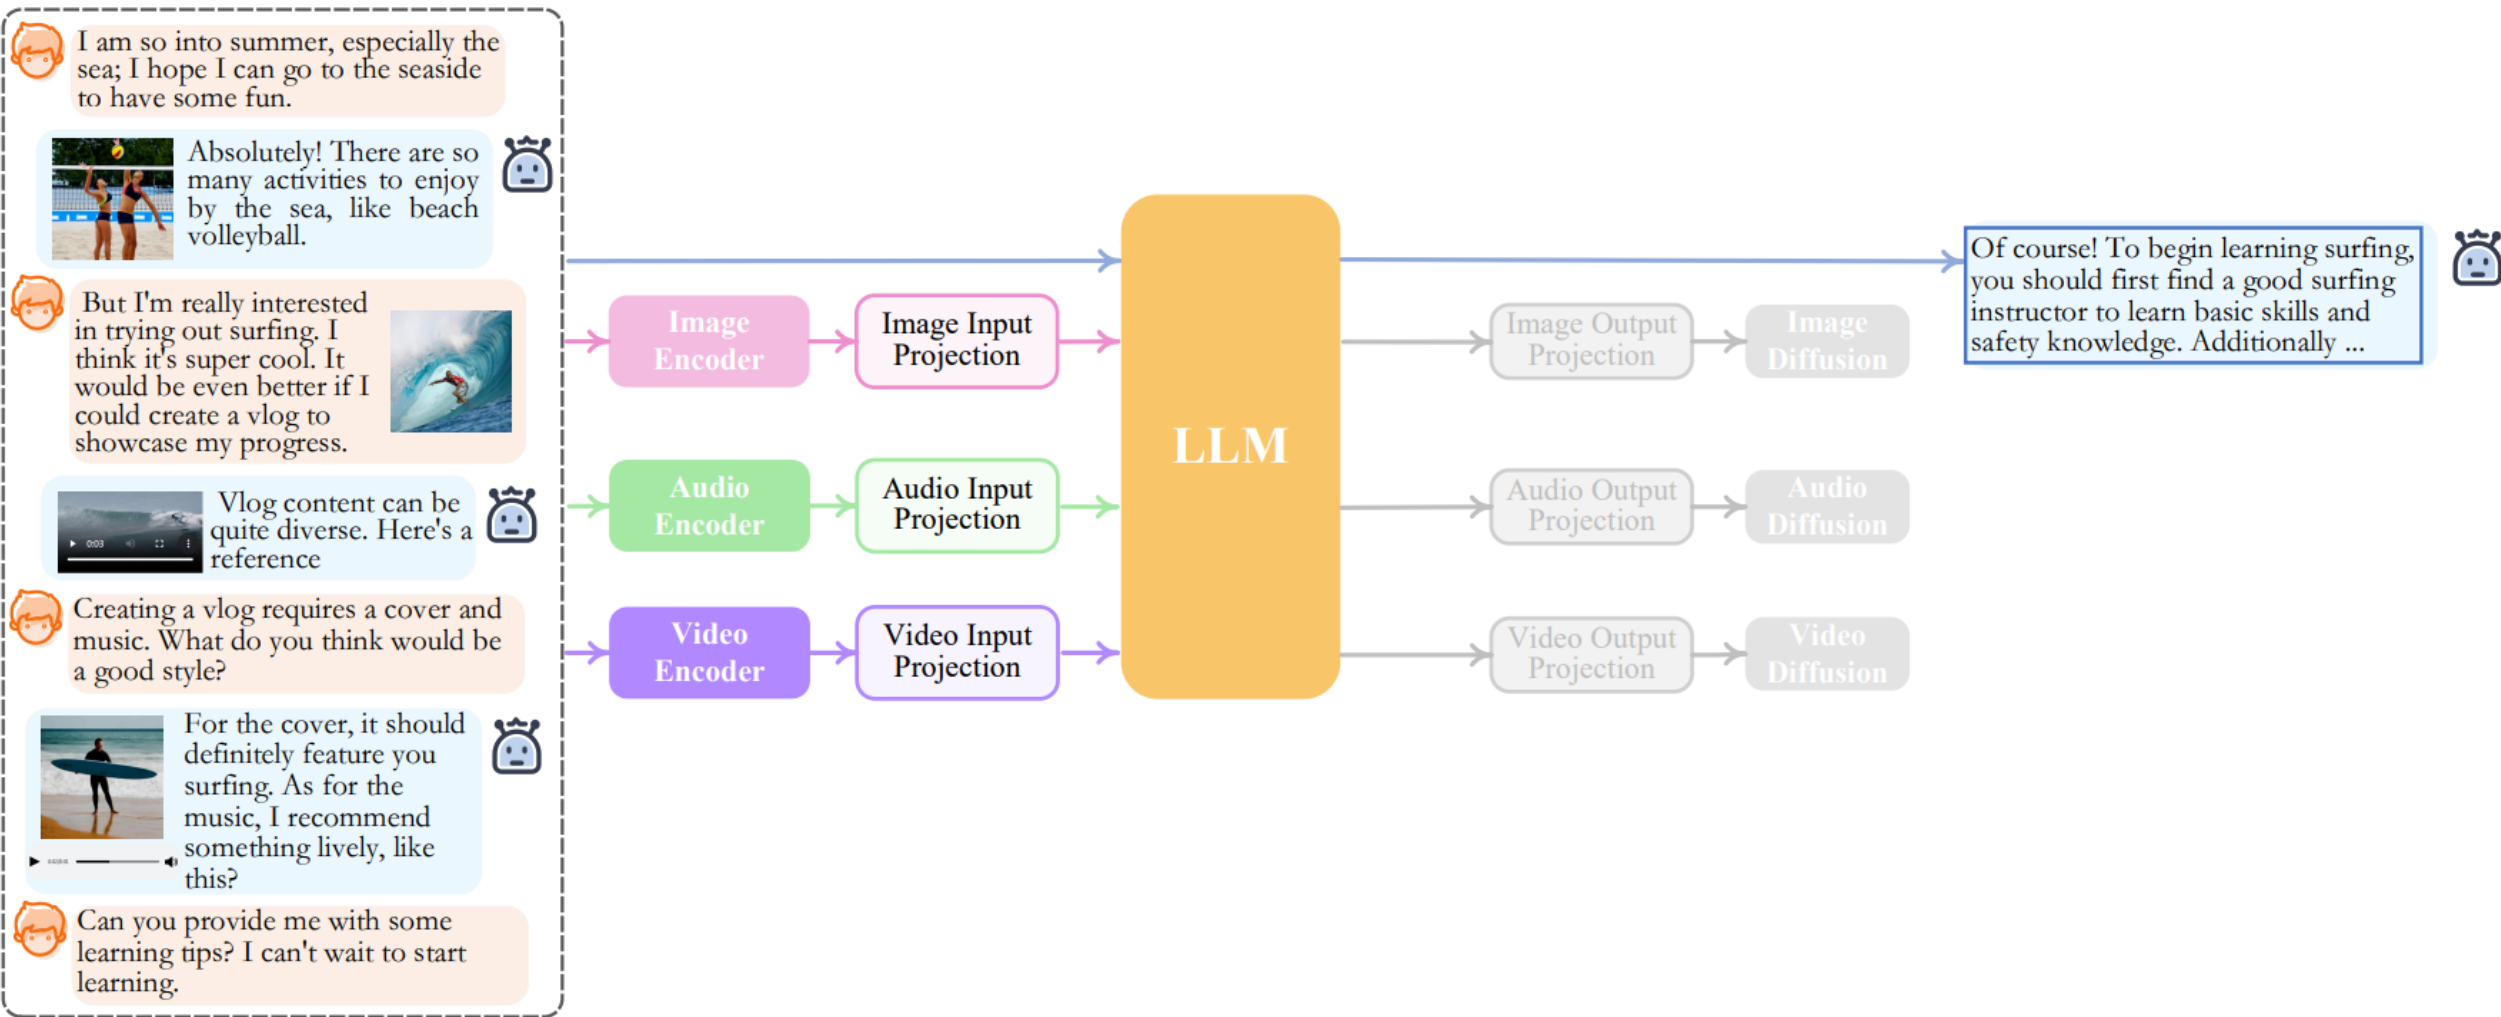 I am so into summer, especially the
sea; I hope I can go to the seaside
to have some fun.
Absolutely! There are so
many activities to enjoy
by the sea, like beach
volleyball.
But I'm really interested
in trying out surfing. I
think it's super cool. It
would be even better if I
could create a vlog to
showcase my progress.
Vlog content can be
quite diverse. Here's a
reference
0:03
Creating a vlog requires a cover and
music. What do you think would be
a good style?
For the cover, it should
definitely feature you
surfing. As for the
music, I recommend
something lively, like
this?
Can you provide me with some
learning tips? I can't wait to start
learning.
Image
Encoder
Image Input
Projection
Audio
Encoder
Audio Input
Projection
Video
Encoder
Video Input
Projection
LLM
Image Output
Projection
Image
Diffusion
Audio Output
Projection
Audio
Diffusion
Video Output
Projection
Video
Diffusion
Of course! To begin learning surfing,
you should first find a good surfing
instructor to learn basic skills and
safety knowledge. Additionally ...